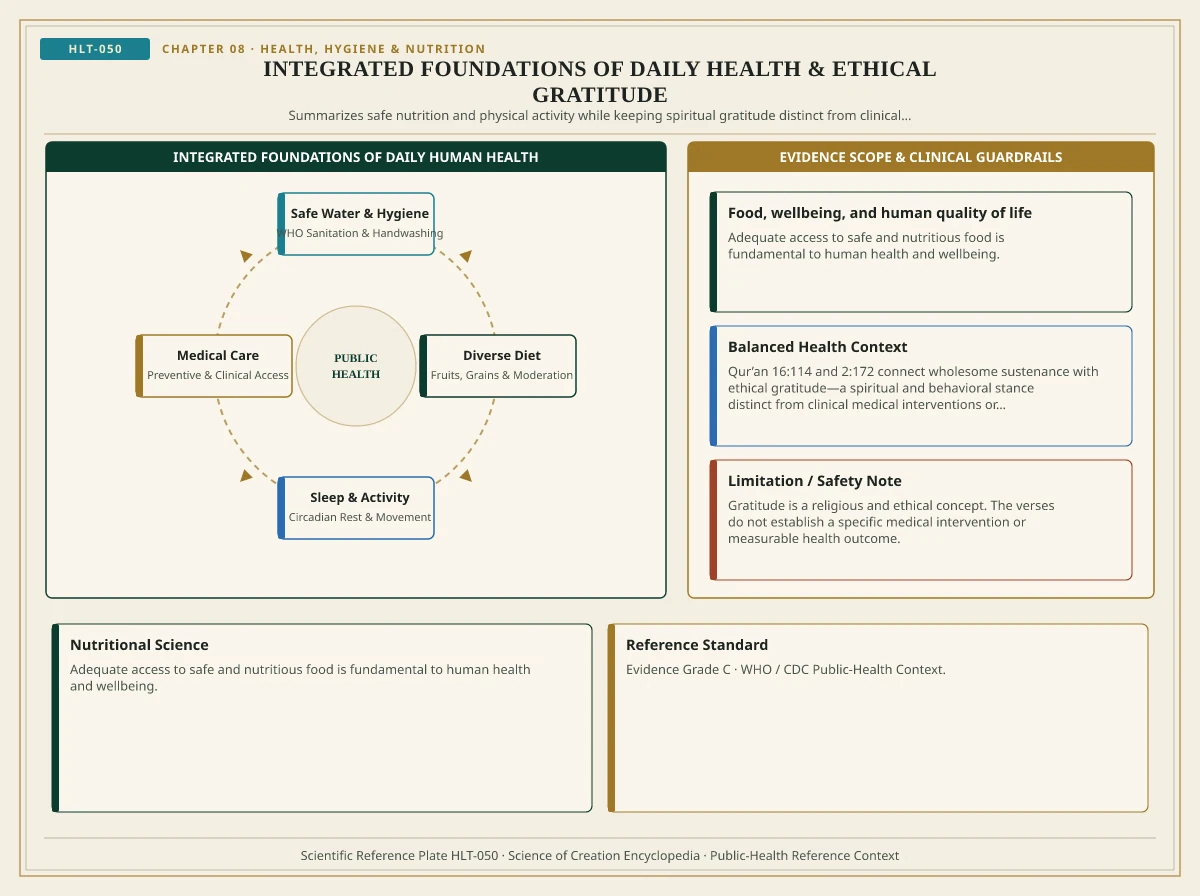 HLT-050
CHAPTER 08 · HEALTH, HYGIENE & NUTRITION
INTEGRATED FOUNDATIONS OF DAILY HEALTH & ETHICAL
GRATITUDE
Summarizes safe nutrition and physical activity while keeping spiritual gratitude distinct from clinical...
INTEGRATED FOUNDATIONS OF DAILY HUMAN HEALTH
Safe Water & Hygiene
WHO Sanitation & Handwashing
Medical Care
Preventive & Clinical Access
PUBLIC
HEALTH
Diverse Diet
Fruits, Grains & Moderation
Sleep & Activity
Circadian Rest & Movement
EVIDENCE SCOPE & CLINICAL GUARDRAILS
Food, wellbeing, and human quality of life
Adequate access to safe and nutritious food is
fundamental to human health and wellbeing.
Balanced Health Context
Qur'an 16:114 and 2:172 connect wholesome sustenance with
ethical gratitude—a spiritual and behavioral stance
distinct from clinical medical interventions or...
Limitation / Safety Note
Gratitude is a religious and ethical concept. The verses
do not establish a specific medical intervention or
measurable health outcome.
Nutritional Science
Adequate access to safe and nutritious food is fundamental to human health
and wellbeing.
Reference Standard
Evidence Grade C · WHO / CDC Public-Health Context.
Scientific Reference Plate HLT-050 · Science of Creation Encyclopedia · Public-Health Reference Context